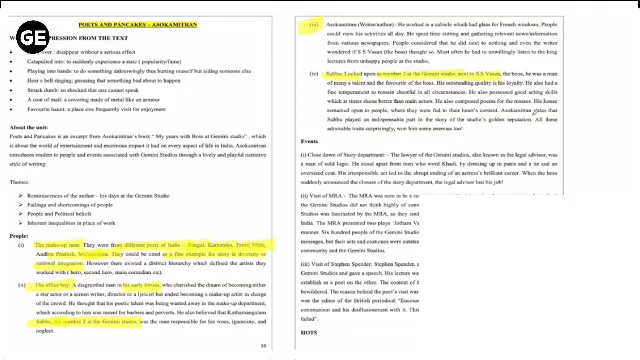 POETS AND PANCAKES – ASOKAMITRAN
GE
EXPRESSION FROM THE TEXT
over : disappear without a serious effect
Catapulted into: to suddenly experience a state ( popularity/fame)
Playing into hands: to do something unknowingly thus hurting oneself but aiding someone else
Hear a bell ringing; guessing that something bad about to happen
Struck dumb: so shocked that one cannot speak
A coat of mail: a covering made of metal like an armour
Favourite haunt: a place one frequently visit for enjoyment
About the unit:
Poets and Pancakes is an excerpt from Asokamitran's book " My years with Boss at Gemini studio" , which
is about the world of entertainment and enormous impact it had on every aspect of life in India. Asokamitran
introduces readers to people and events associated with Gemini Studios through a lively and playful narrative
style of writing.
Themes:
Reminiscences of the author – his days at the Gemini Studio
Failings and shortcomings of people
People and Political beliefs
Inherent inequalities in place of work
People:
(i) The make-up man: They were from different parts of India – Bengal, Karnataka, Tamil Nadu,
Andhra Pradesh, Maharashtra. They could be cited as a fine example for unity in diversity or
national integration. However there existed a distinct hierarchy which defined the artists they
worked with ( hero, second hero, main comedian etc).
(ii) The office boy: A disgruntled man in his early forties, who cherished the dream of becoming either
a star actor or a screen writer, director or a lyricist but ended becoming a make-up artist in charge
of the crowd. He thought that his poetic talent was being wasted in the make-up department,
which according to him was meant for barbers and perverts. He also believed that Kothamangalam
Subbu, the number 2 at the Gemini studio, was the man responsible for his woes, ignominy, and
neglect.
38
(iii) Asokamitran (Writer/author) : He worked in a cubicle which had glass for French windows. People
could view his activities all day. He spent time cutting and gathering relevant news/information
from various newspapers. People considered that he did next to nothing and even the writer
wondered if S S Vasan (the boss) thought so. Most often he had to unwillingly listen to the long
lectures from unhappy people at the studio.
(iv) Subbu: Looked upon as number 2 at the Gemini studio, next to S S Vasan, the boss, he was a man
of many a talent and the favourite of the boss. His outstanding quality is his loyalty. He also had a
fine temperament to remain cheerful in all circumstances. He also possessed good acting skills
which at times shone better than main actors. He also composed poems for the masses. His house
remained open to people, where they were fed to their heart's content. Asokamitran states that
Subbu played an indispensable part in the story of the studio's golden reputation. All these
admirable traits surprisingly, won him some enemies too!
Events
(i) Close down of Story department: - The lawyer of the Gemini studios, also known as the legal advisor, was
a man of cold logic. He stood apart from men who word Khadi, by dressing up in pants and a tie and an
oversized coat. His irresponsible act led to the abrupt ending of an actress's brilliant career. When the
boss suddenly announced the closure of the story department, the legal advisor lost his job!
(ii) Visit of MRA: - The MRA was seen to be a
the Gemini Studios did not think highly of com
Studios was fascinated by the MRA, so they coul
India. The MRA presented two plays 'Jotham Va
manner. Six hundred people of the Gemini Studio
messages, but their sets and costumes were outstan
community and the Gemini Studios.
(iii) Visit of Stephen Spender: Stephen Spender,
Gemini Studios and gave a speech. His lecture wa
establish as a poet on the other. The content of t
bewildered. The reason behind the poet's visit was
was the editor of the British periodical "Encoun
communism and his disillusionment with it. This
failed".
HOTS